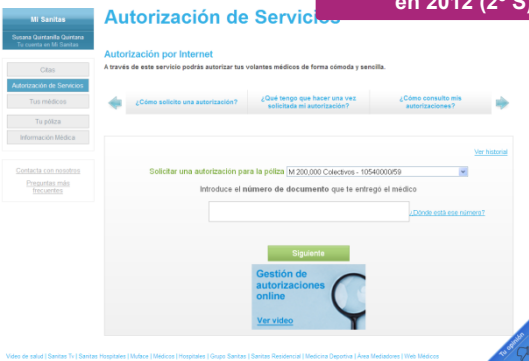 en 2012 (2º S)
Mi Sanitas
Susana Quintanilla Quintana
Tu cuenta en Mi Sanitas
Citas
Autorización de Servicios
Tus médicos
Tu póliza
Información Médica
Contacta con nosotros
Preguntas más
frecuentes
Autorización de Servicios
Autorización por Internet
A través de este servicio podrás autorizar tus volantes médicos de forma cómoda y sencilla.
¿Cómo solicito una autorización?
¿Qué tengo que hacer una vez
solicitada mi autorización?
¿Cómo consulto mis
autorizaciones?
Ver historial
Solicitar una autorización para la póliza M 200,000 Colectivos - 10540000/59
Introduce el número de documento que te entregó el médico
¿Dónde está ese número?
Siguiente
Gestión de
autorizaciones
online
Ver vídeo
Tu opinión
Vídeo de salud | Sanitas Tv | Sanitas Hospitales | Muface | Médicos | Hospitales | Grupo Sanitas | Sanitas Residencial | Medicina Deportiva | Área Mediadores | Web Médicos